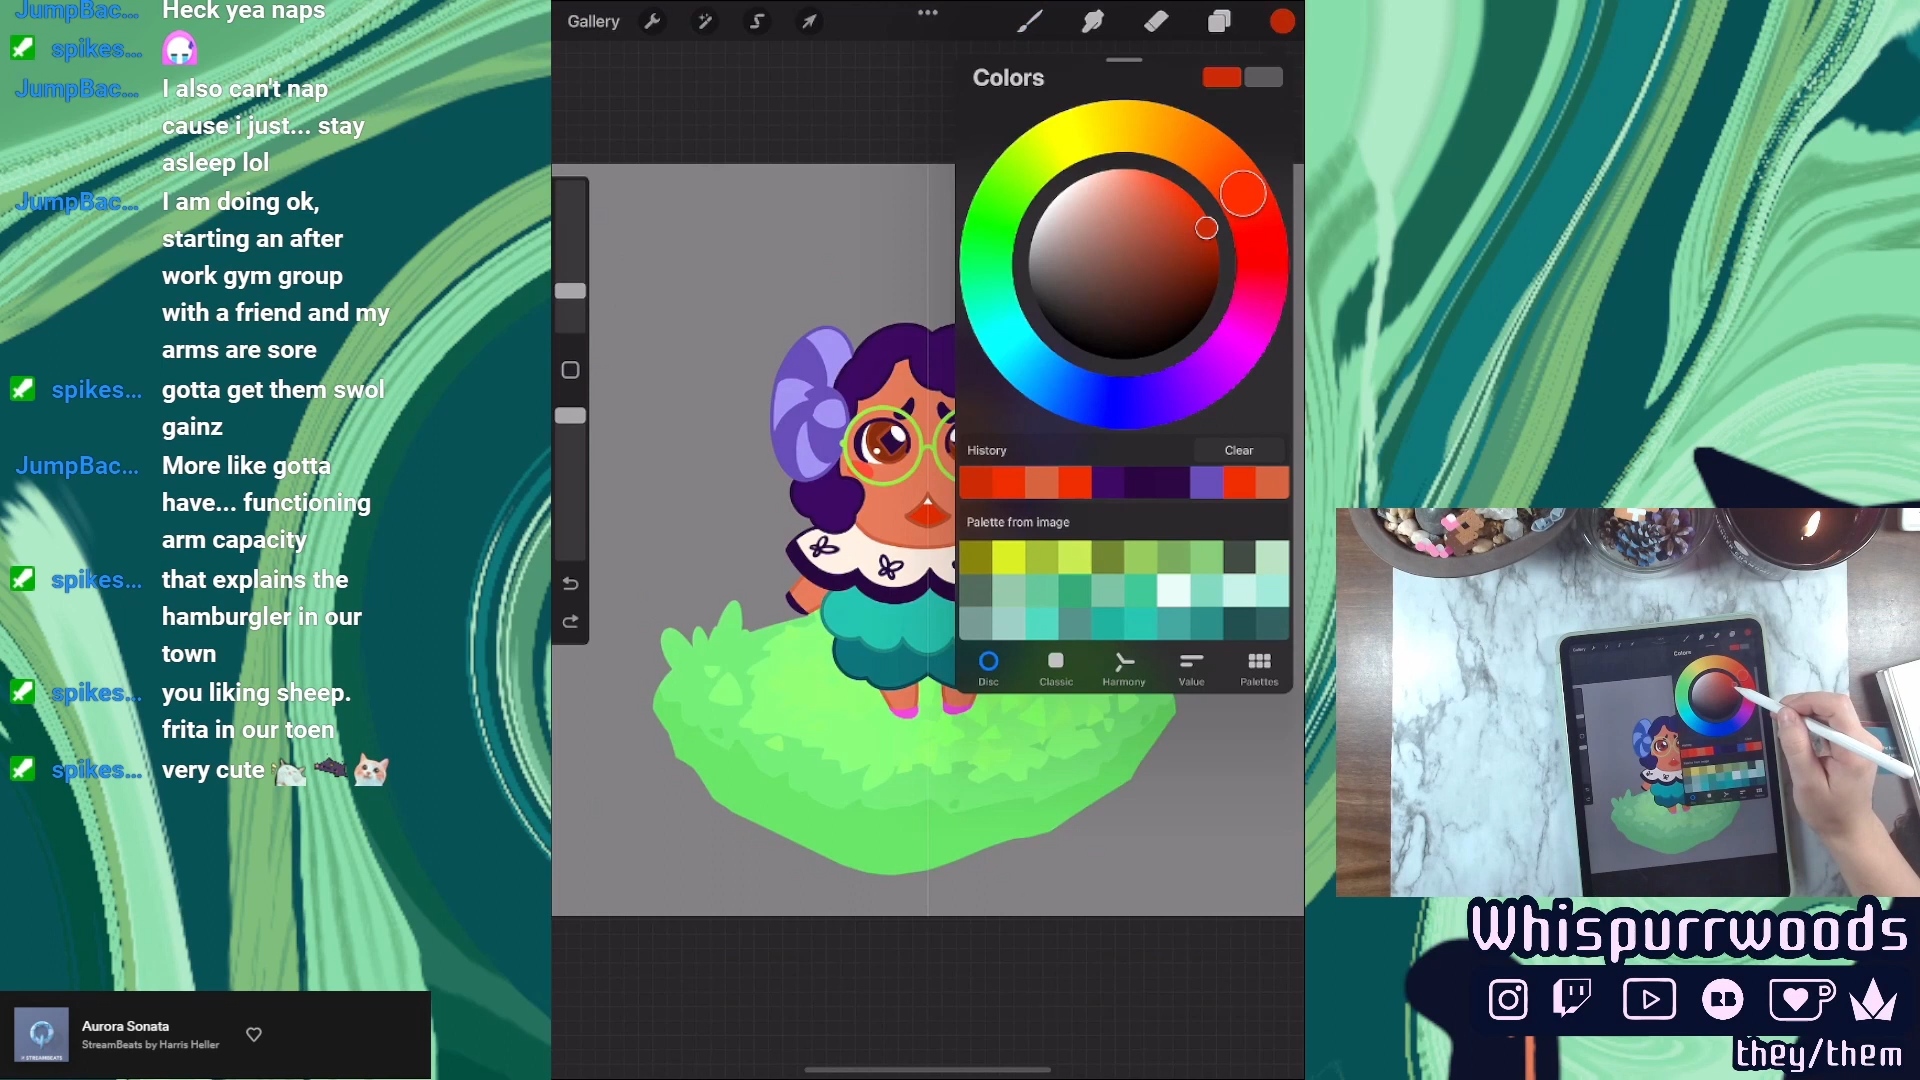 JumpBac... Heck yea naps
spikes...
JumpBac... I also can't nap
cause i just... stay
asleep lol
JumpBac... I am doing ok,
starting an after
work gym group
with a friend and my
arms are sore
spikes... gotta get them swol
gainz
JumpBac... More like gotta
have... functioning
arm capacity
spikes... that explains the
hamburgler in our
town
spikes... you liking sheep.
frita in our toen
spikes... very cute
Aurora Sonata
StreamBeats by Harris Heller
STREAMBEATS
Gallery
Colors
History
Clear
Palette from image
Disc
Classic
Harmony
Value
Palettes
Whispurrwoods
RB
they/them